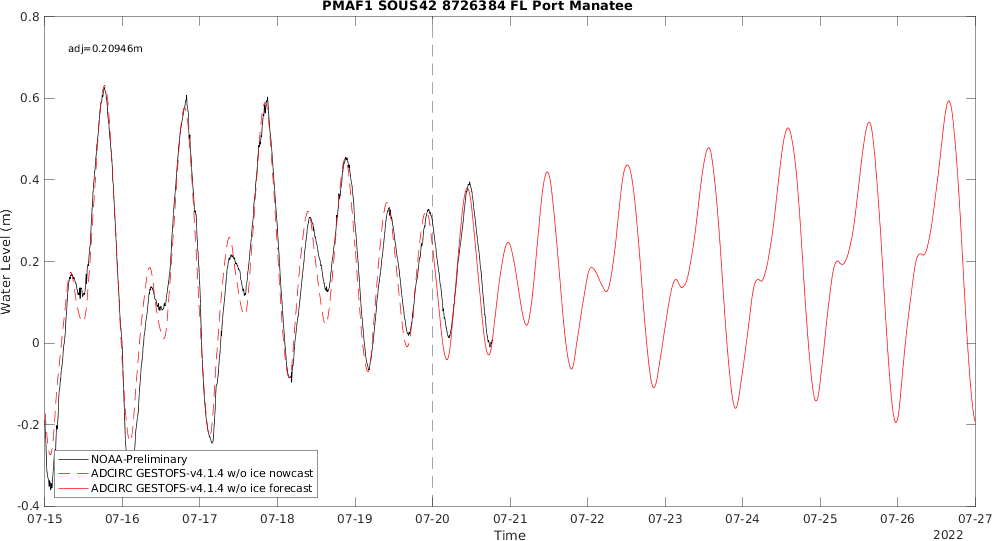 PMAF1 SOUS42 8726384 FL Port Manatee
adj=0.20946m
0.8
0.6
0.4
0.2
0
-0.2
-0.4
Water Level (m)
NOAA-Preliminary
ADCIRC GESTOFS-v4.1.4 w/o ice nowcast
ADCIRC GESTOFS-v4.1.4 w/o ice forecast
07-15 07-16 07-17 07-18 07-19 07-20 07-21 07-22 07-23 07-24 07-25 07-26 07-27
Time
2022